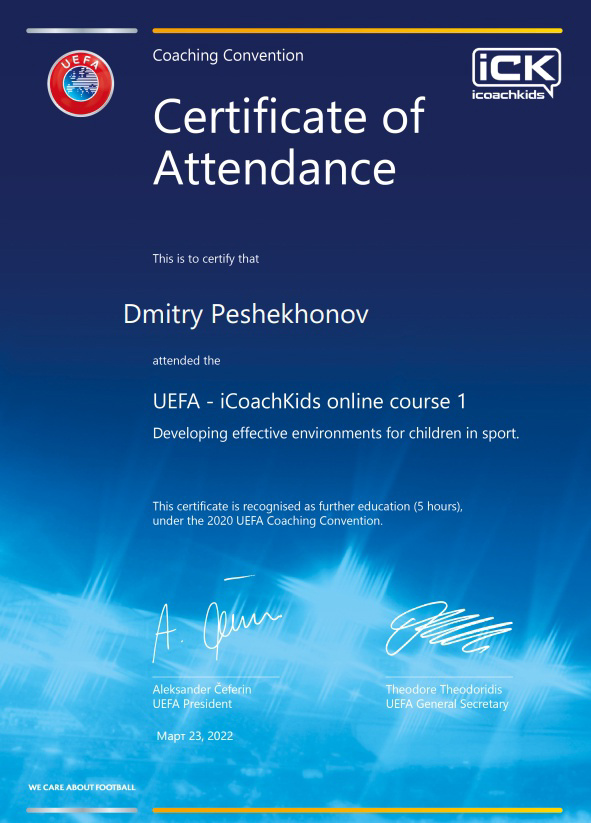 Coaching Convention
UEFA
iCK
icoachkids
Certificate of
Attendance
This is to certify that
Dmitry Peshekhonov
attended the
UEFA - iCoachKids online course 1
Developing effective environments for children in sport.
This certificate is recognised as further education (5 hours),
under the 2020 UEFA Coaching Convention.
Aleksander Čeferin
UEFA President
Theodore Theodoridis
UEFA General Secretary
Март 23, 2022
WE CARE ABOUT FOOTBALL